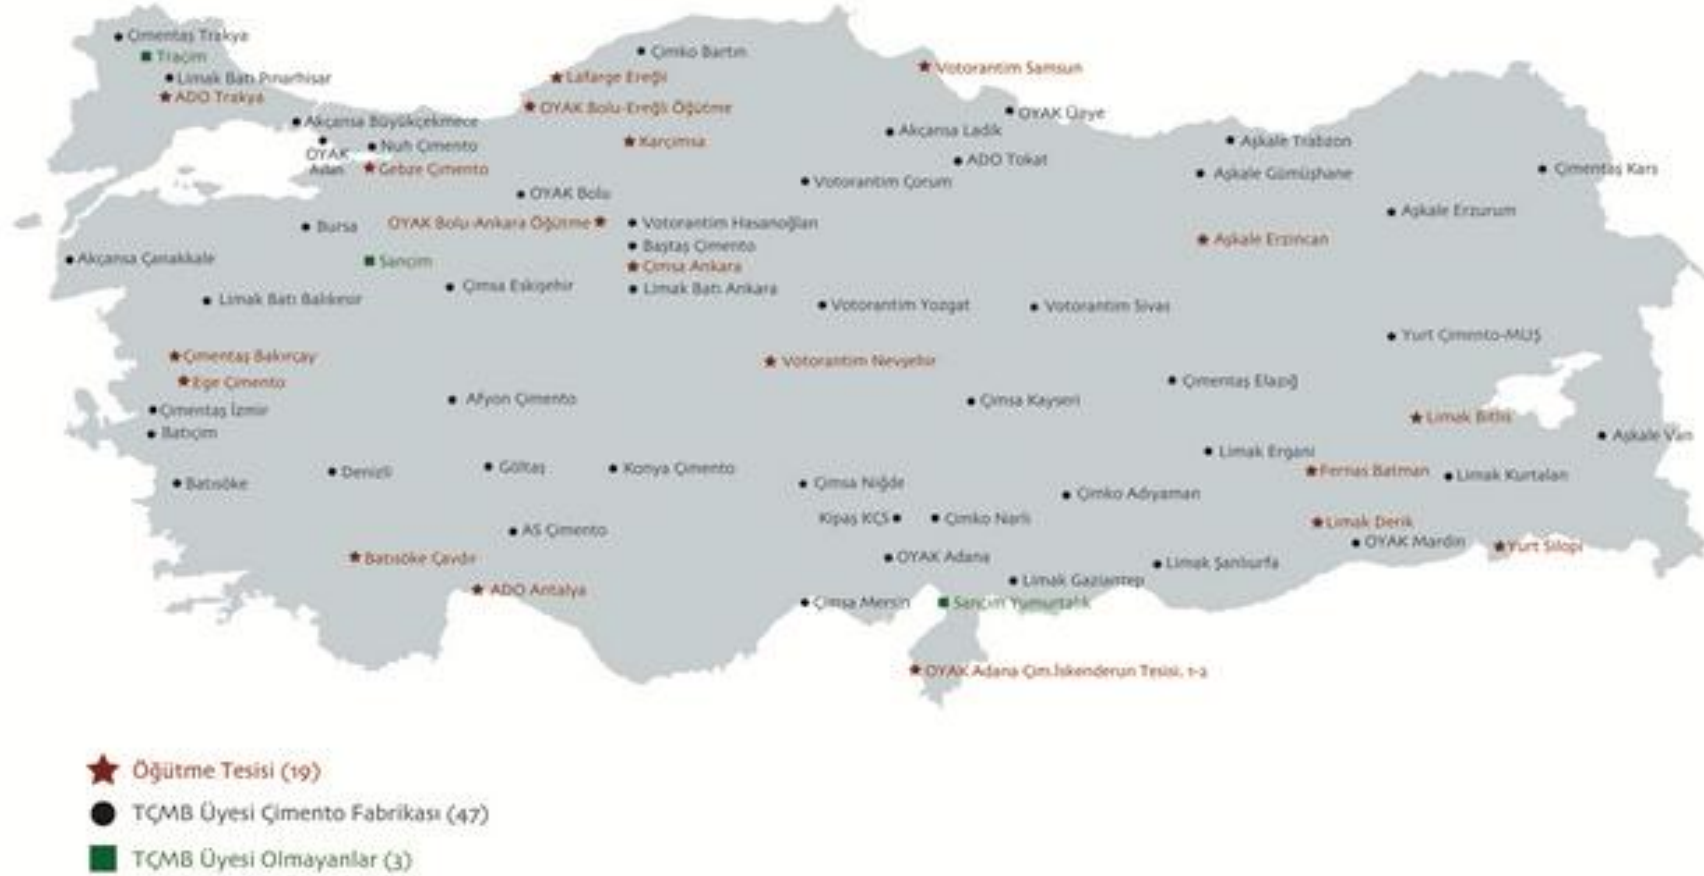 Çimentaş Trakya
Traçim
Limak Batı Pınarhisar
ADO Trakya
Çimko Bartın
Lafarge Ereğli
OYAK Bolu-Ereğli Öğütme
Votorantim Samsun
OYAK Ünye
Akçansa Büyükçekmece
OYAK
Aslan
Nuh Çimento
Gebze Çimento
Karçimsa
Akçansa Ladik
ADO Tokat
Aşkale Trabzon
Aşkale Gümüşhane
Çimentaş Kars
OYAK Bolu
Votorantim Çorum
Aşkale Erzurum
Bursa
OYAK Bolu-Ankara Öğütme
Votorantim Hasanoğlan
Baştaş Çimento
Çimsa Ankara
Limak Batı Ankara
Aşkale Erzincan
Akçansa Çanakkale
Sançim
Çimsa Eskişehir
Limak Batı Balıkesir
Votorantim Yozgat
Votorantim Sivas
Yurt Çimento-MUŞ
Çimentaş Bakırçay
Ege Çimento
Votorantim Nevşehir
Çimentaş Elazığ
Çimentaş İzmir
Batıçim
Afyon Çimento
Çimsa Kayseri
Limak Bitlis
Aşkale Van
Limak Ergani
Fernas Batman
Limak Kurtalan
Batısöke
Denizli
Göltaş
Konya Çimento
Çimsa Niğde
Çimko Adıyaman
Kipaş KÇS
Çimko Narlı
AS Çimento
Limak Derik
OYAK Mardin
Yurt Silopi
Batısöke Çavdır
OYAK Adana
Limak Şanlıurfa
ADO Antalya
Limak Gaziantep
Çimsa Mersin
Sançim Yumurtalık
OYAK Adana Çim.İskenderun Tesisi, 1-2
Öğütme Tesisi (19)
TÇMB Üyesi Çimento Fabrikası (47)
TÇMB Üyesi Olmayanlar (3)